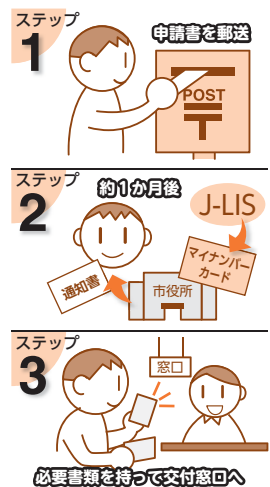 ステップ
1
申請書を郵送
POST
ステップ
2
約1か月後
J-LIS
マイナンバー
カード
通知書
市役所
ステップ
3
窓口
必要書類を持って交付窓口へ